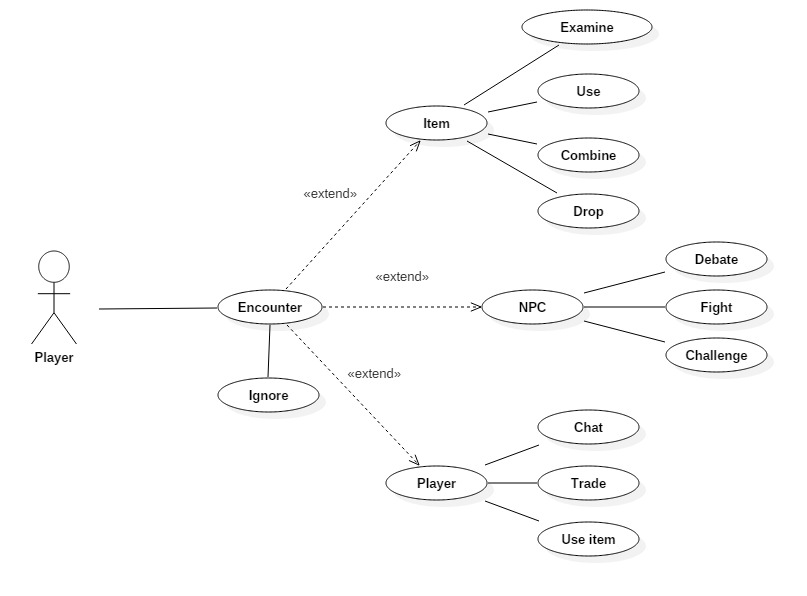 Examine
Use
Item
Combine
«extend»
Drop
Debate
«extend»
Encounter
NPC
Fight
Player
Challenge
«extend»
Ignore
Chat
Player
Trade
Use item